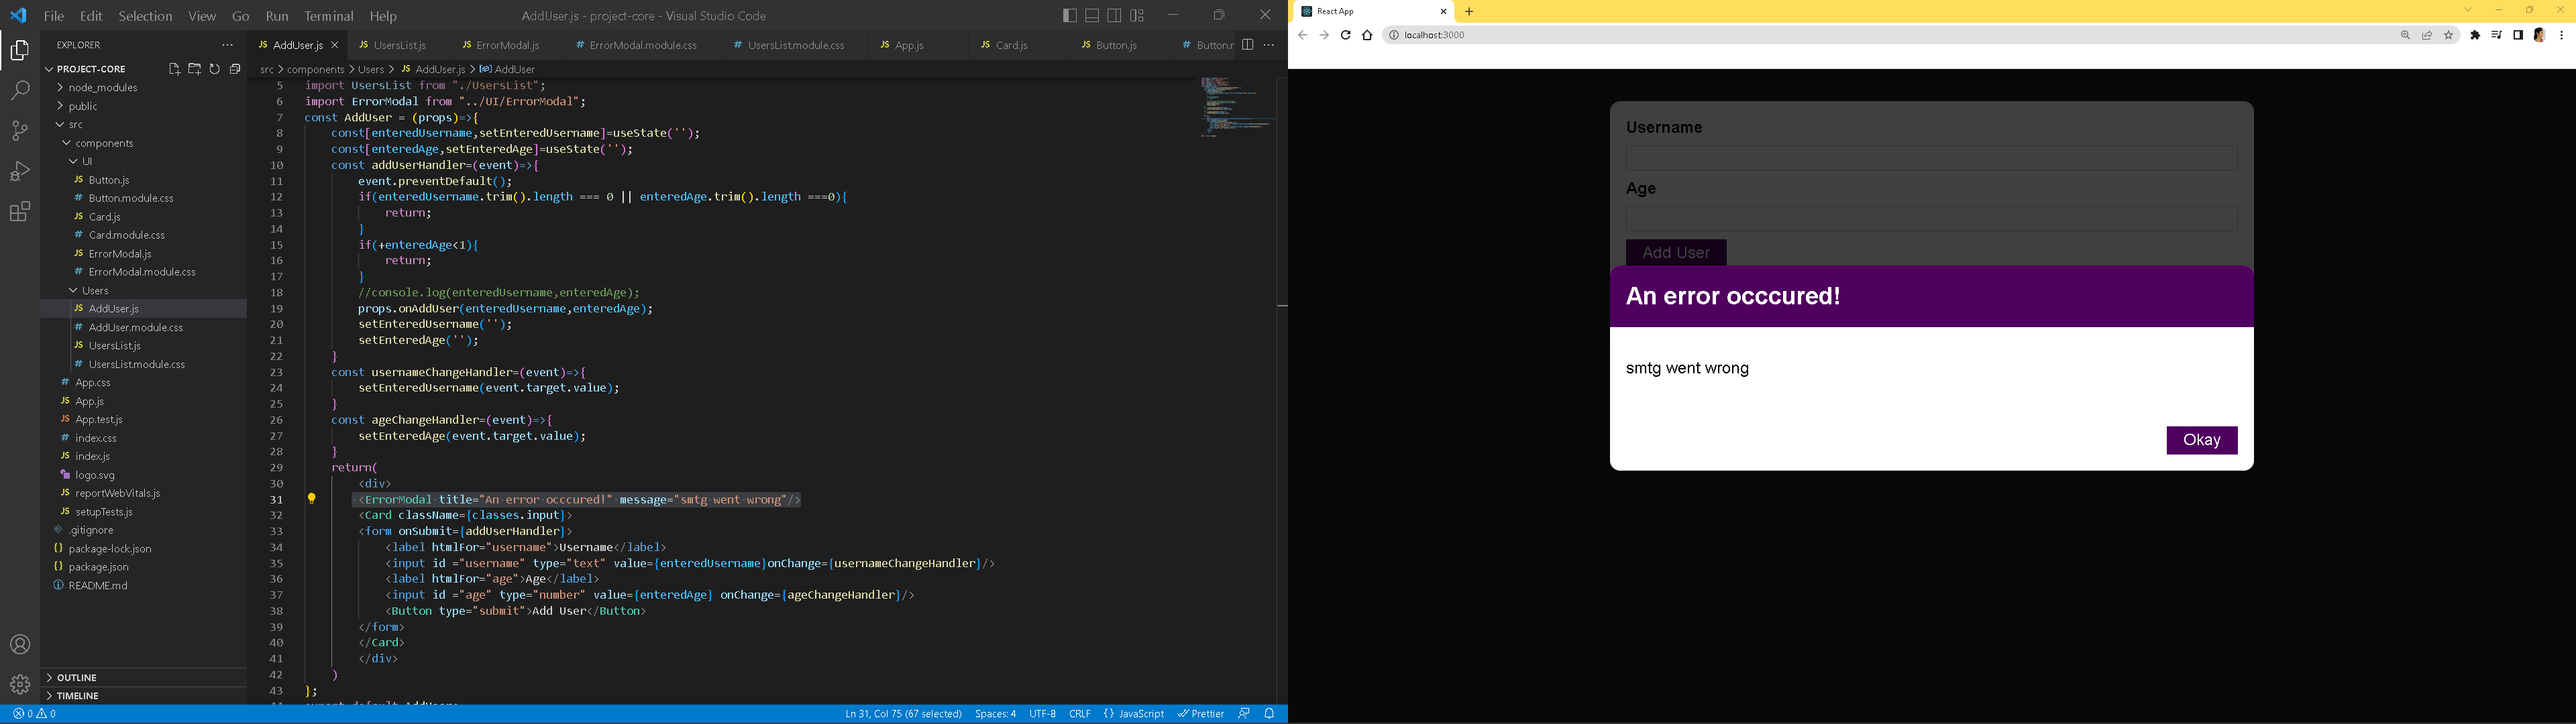 File Edit Selection View Go Run Terminal Help
AddUser.js - project-core - Visual Studio Code
EXPLORER
PROJECT-CORE
node_modules
public
src
components
UI
JS Button.js
# Button.module.css
JS Card.js
# Card.module.css
JS ErrorModal.js
# ErrorModal.module.css
Users
JS AddUser.js
# AddUser.module.css
JS UsersList.js
# UsersList.module.css
# App.css
JS App.js
JS App.test.js
# index.css
JS index.js
logo.svg
JS reportWebVitals.js
JS setupTests.js
.gitignore
{} package-lock.json
{} package.json
README.md
OUTLINE
TIMELINE
JS AddUser.js JS UsersList.js JS ErrorModal.js # ErrorModal.module.css # UsersList.module.css JS App.js JS Card.js JS Button.js # Button.r
src > components > Users > JS AddUser.js > AddUser
5 import UsersList from "./UsersList";
6 import ErrorModal from "../UI/ErrorModal";
7 const AddUser = (props)=>{
8 const[enteredUsername,setEnteredUsername]=useState('');
9 const[enteredAge,setEnteredAge]=useState('');
10 const addUserHandler=(event)=>{
11 event.preventDefault();
12 if(enteredUsername.trim().length === 0 || enteredAge.trim().length ===0){
13 return;
14 }
15 if(+enteredAge<1){
16 return;
17 }
18 //console.log(enteredUsername,enteredAge);
19 props.onAddUser(enteredUsername,enteredAge);
20 setEnteredUsername('');
21 setEnteredAge('');
22 }
23 const usernameChangeHandler=(event)=>{
24 setEnteredUsername(event.target.value);
25 }
26 const ageChangeHandler=(event)=>{
27 setEnteredAge(event.target.value);
28 }
29 return(
30 <div>
31 <ErrorModal title="An error occcured!" message="smtg went wrong"/>
32 <Card className={classes.input}>
33 <form onSubmit={addUserHandler}>
34 <label htmlFor="username">Username</label>
35 <input id ="username" type="text" value={enteredUsername}onChange={usernameChangeHandler}/>
36 <label htmlFor="age">Age</label>
37 <input id ="age" type="number" value={enteredAge} onChange={ageChangeHandler}/>
38 <Button type="submit">Add User</Button>
39 </form>
40 </Card>
41 </div>
42 )
43 };
44 export default AddUser;
0 0
Ln 31, Col 75 (67 selected) Spaces: 4 UTF-8 CRLF {} JavaScript Prettier
React App
localhost:3000
Username
Age
Add User
An error occcured!
smtg went wrong
Okay